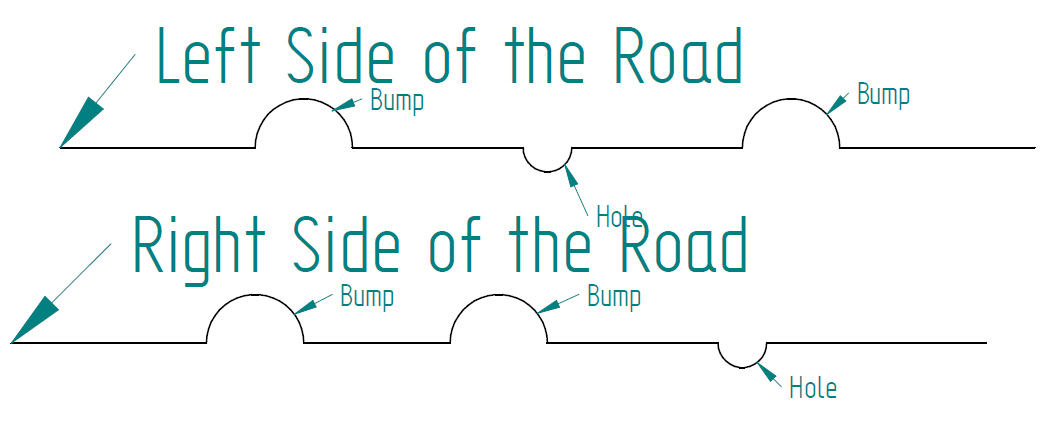 Left Side of the Road
Bump
Bump
Hole
Right Side of the Road
Bump
Bump
Hole